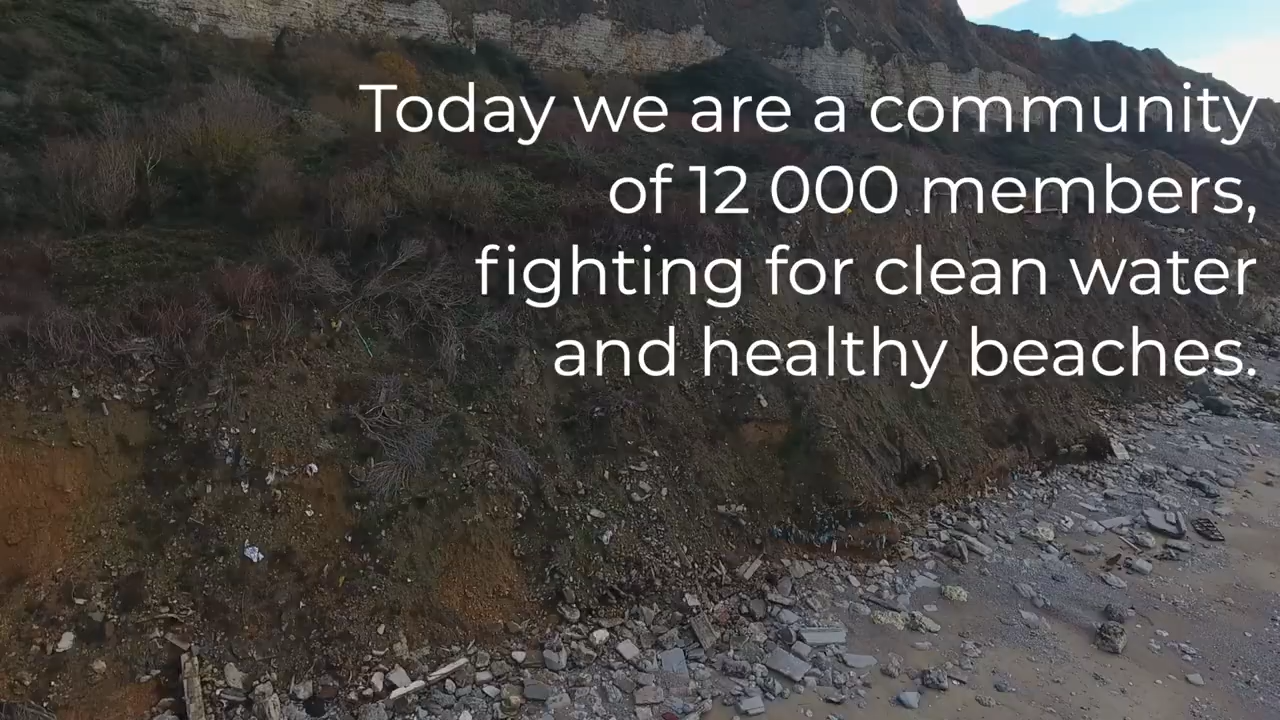 Today we are a community
of 12 000 members,
fighting for clean water
and healthy beaches.